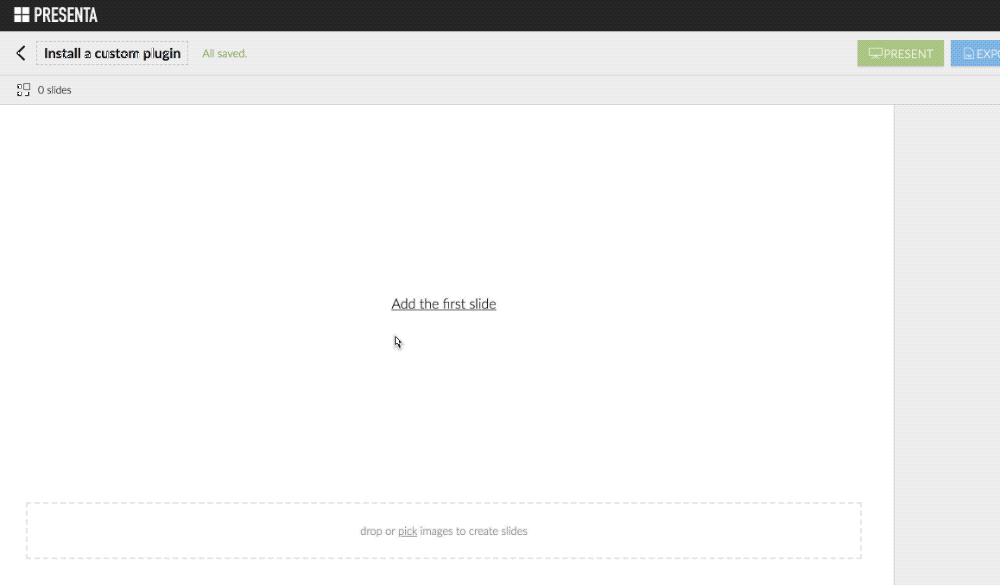 PRESENTA
Install a custom plugin All saved. PRESENT
0 slides
Add the first slide
drop or pick images to create slides